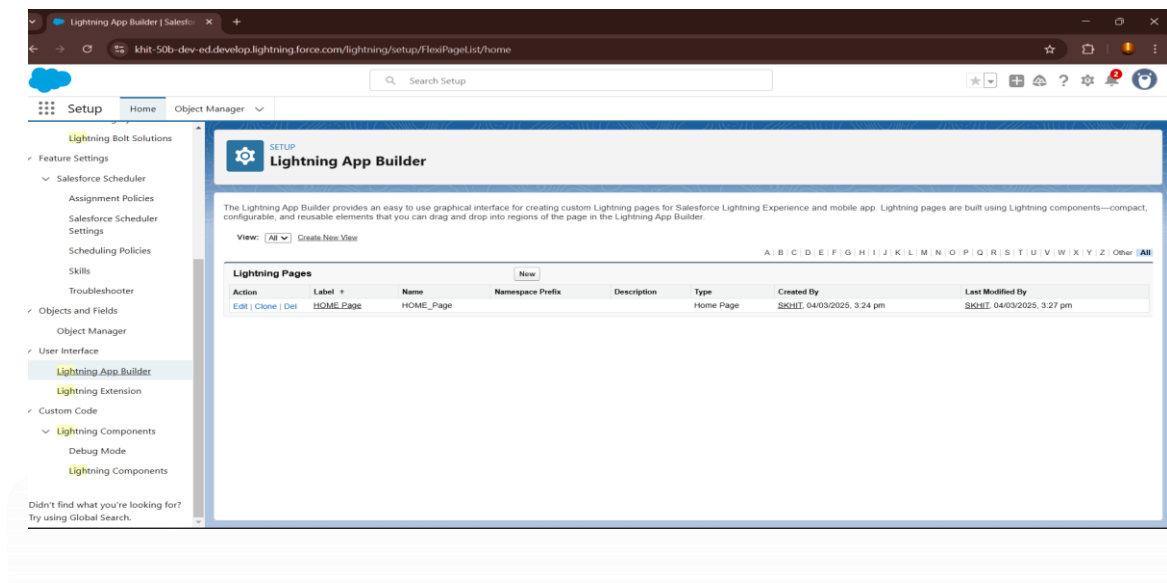 Lightning App Builder | Salesfo
khit-50b-dev-ed.develop.lightning.force.com/lightning/setup/FlexiPageList/home
Search Setup
2
Setup
Home
Object Manager
Lightning Bolt Solutions
Feature Settings
Salesforce Scheduler
Assignment Policies
Salesforce Scheduler
Settings
Scheduling Policies
Skills
Troubleshooter
Objects and Fields
Object Manager
User Interface
Lightning App Builder
Lightning Extension
Custom Code
Lightning Components
Debug Mode
Lightning Components
Didn't find what you're looking for?
Try using Global Search.
SETUP
Lightning App Builder
The Lightning App Builder provides an easy to use graphical interface for creating custom Lightning pages for Salesforce Lightning Experience and mobile app. Lightning pages are built using Lightning components—compact,
configurable, and reusable elements that you can drag and drop into regions of the page in the Lightning App Builder.
View: All Create New View
A | B | C | D | E | F | G | H | I | J | K | L | M | N | O | P | Q | R | S | T | U | V | W | X | Y | Z | Other All
Lightning Pages New
Action Label ↑ Name Namespace Prefix Description Type Created By Last Modified By
Edit | Clone | Del HOME Page HOME_Page Home Page SKHIT, 04/03/2025, 3:24 pm SKHIT, 04/03/2025, 3:27 pm